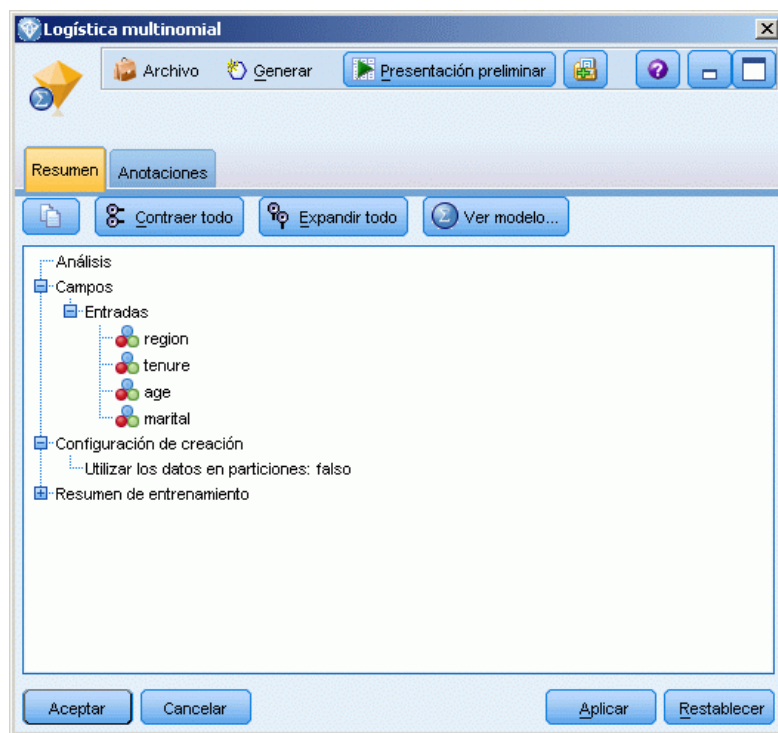 Logística multinomial
Archivo Generar Presentación preliminar
Resumen Anotaciones
Contraer todo Expandir todo Ver modelo...
Análisis
Campos
Entradas
region
tenure
age
marital
Configuración de creación
Utilizar los datos en particiones: falso
Resumen de entrenamiento
Aceptar Cancelar Aplicar Restablecer